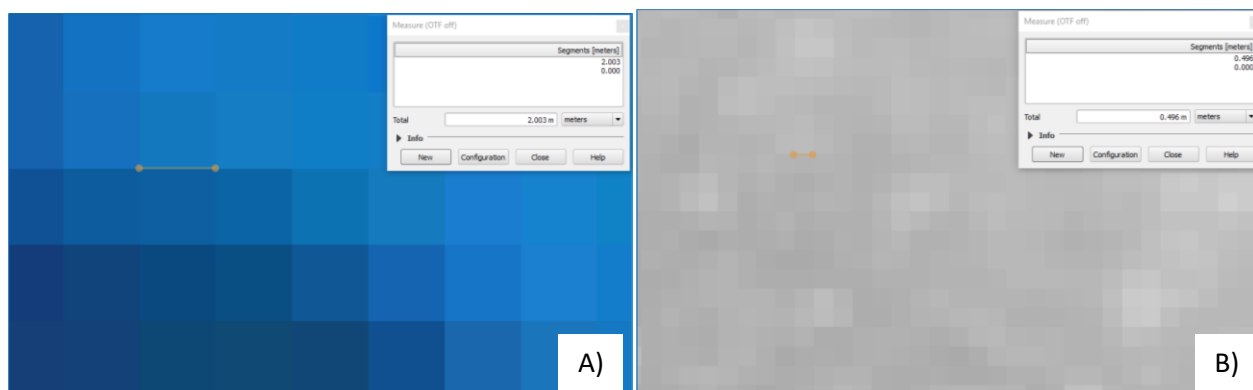 Measure (OTF off)
Segments [meters]
2.003
0.000
Total 2.003 m meters
Info
New Configuration Close Help
A)
Measure (OTF off)
Segments [meters]
0.496
0.000
Total 0.496 m meters
Info
New Configuration Close Help
B)